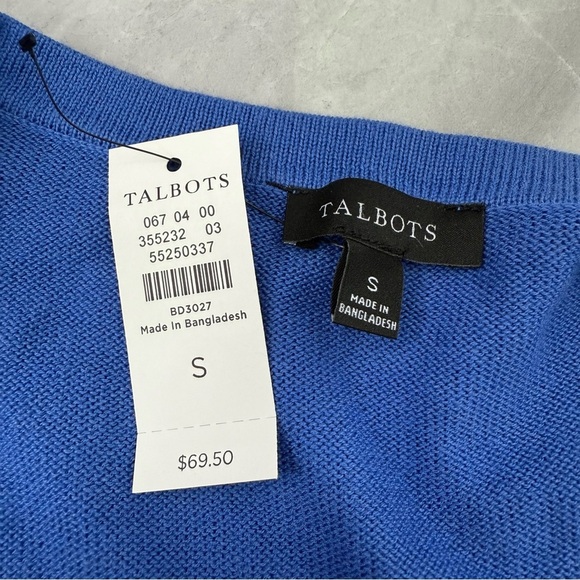 TALBOTS
067 04 00
355232 03
55250337
BD3027
Made In Bangladesh
S
$69.50
TALBOTS
S
MADE IN
BANGLADESH